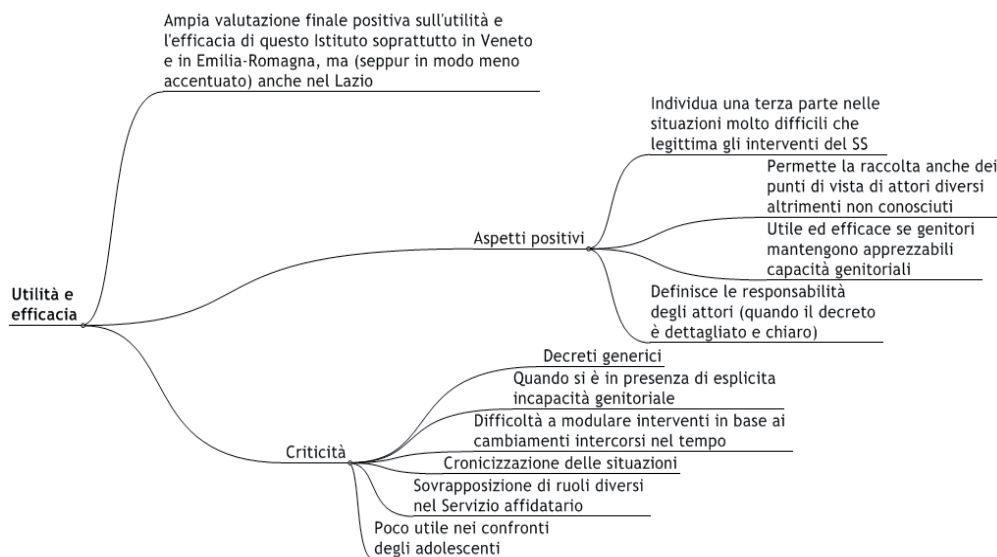 Ampia valutazione finale positiva sull'utilità e
l'efficacia di questo Istituto soprattutto in Veneto
e in Emilia-Romagna, ma (seppur in modo meno
accentuato) anche nel Lazio
Individua una terza parte nelle
situazioni molto difficili che
legittima gli interventi del SS
Permette la raccolta anche dei
punti di vista di attori diversi
altrimenti non conosciuti
Aspetti positivi
Utile ed efficace se genitori
mantengono apprezzabili
capacità genitoriali
Definisce le responsabilità
degli attori (quando il decreto
è dettagliato e chiaro)
Utilità e
efficacia
Decreti generici
Quando si è in presenza di esplicita
incapacità genitoriale
Difficoltà a modulare interventi in base ai
cambiamenti intercorsi nel tempo
Criticità
Cronicizzazione delle situazioni
Sovrapposizione di ruoli diversi
nel Servizio affidatario
Poco utile nei confronti
degli adolescenti